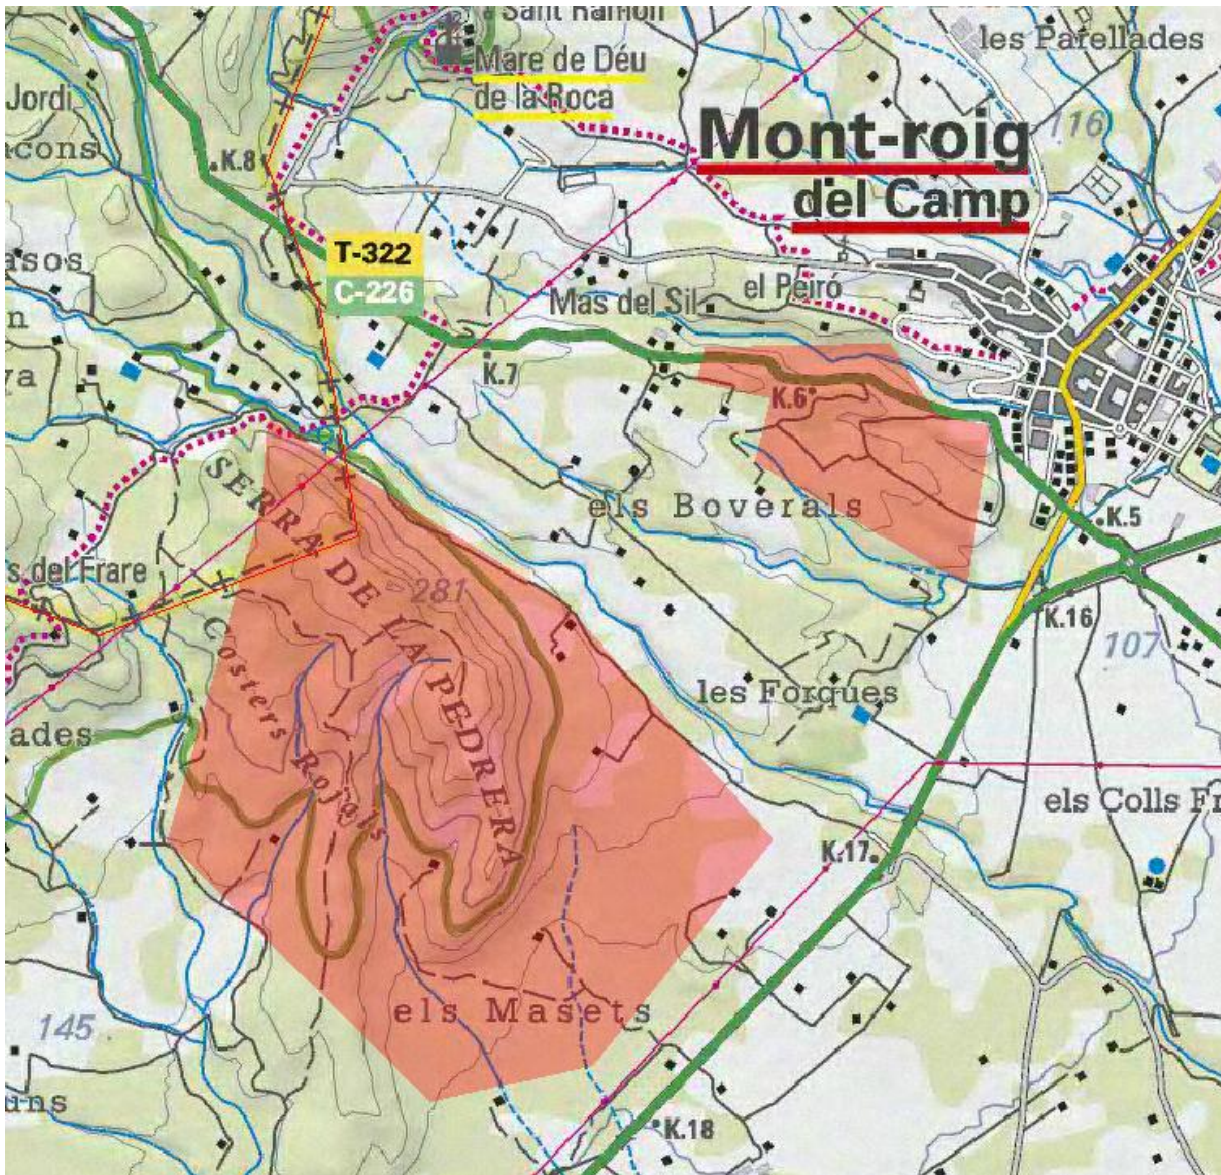 Sant Ramon
Mare de Déu
de la Roca
les Parellades
Jordi
Mont-roig
del Camp
116
K.8
T-322
C-226
Mas del Sil
el Peiró
K.7
K.6
SERRA DE LA PEDRERA
els Boverals
K.5
s del Frare
281
K.16
107
Costers Rojals
les Forques
ades
els Colls Fr
K.17
els Masets
145
uns
K.18